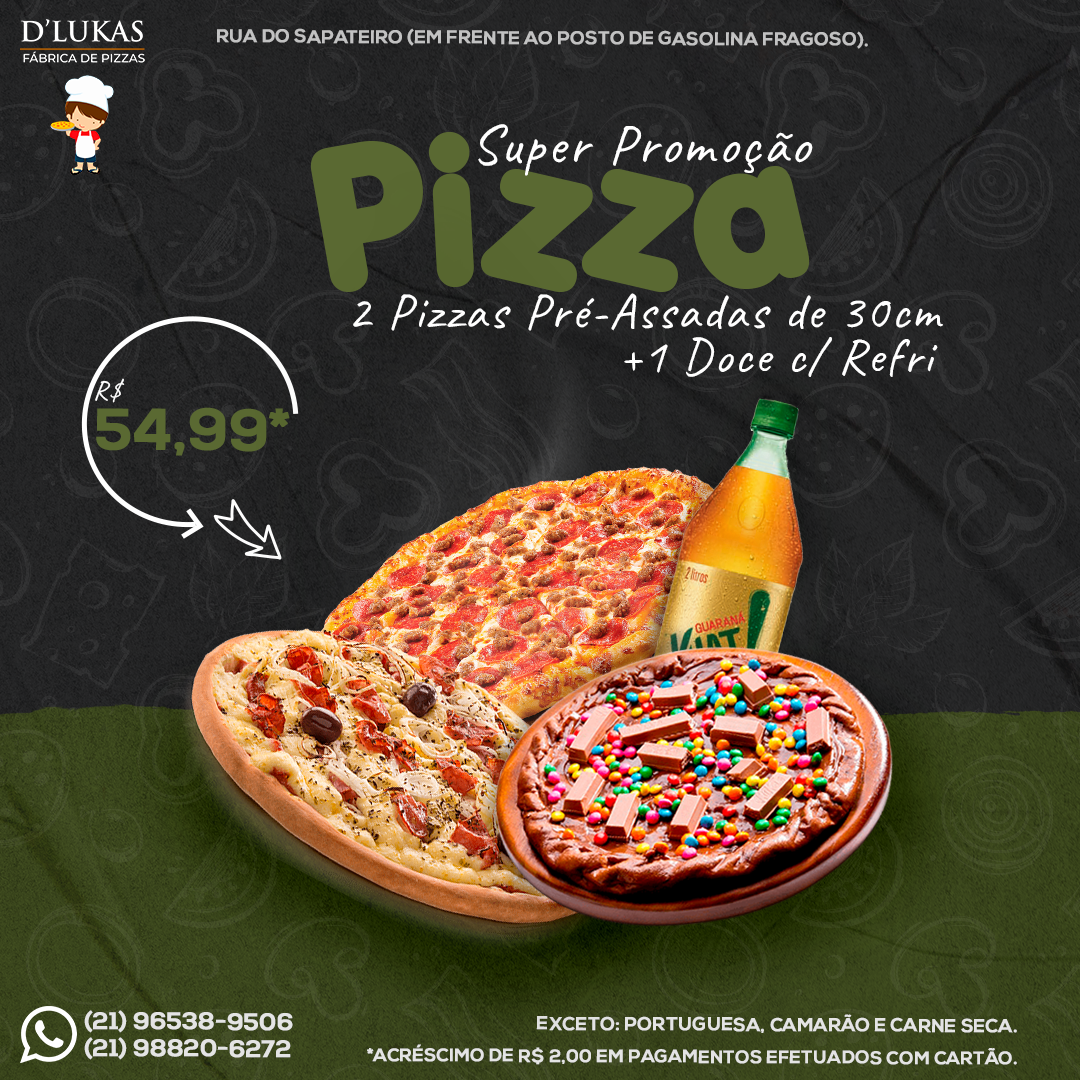 D'LUKAS
FÁBRICA DE PIZZAS
RUA DO SAPATEIRO (EM FRENTE AO POSTO DE GASOLINA FRAGOSO).
Super Promoção
Pizza
2 Pizzas Pré-Assadas de 30cm
+1 Doce c/ Refri
R$
54,99*
2 litros
GUARANÁ
KUAT
(21) 96538-9506
(21) 98820-6272
EXCETO: PORTUGUESA, CAMARÃO E CARNE SECA.
*ACRÉSCIMO DE R$ 2,00 EM PAGAMENTOS EFETUADOS COM CARTÃO.